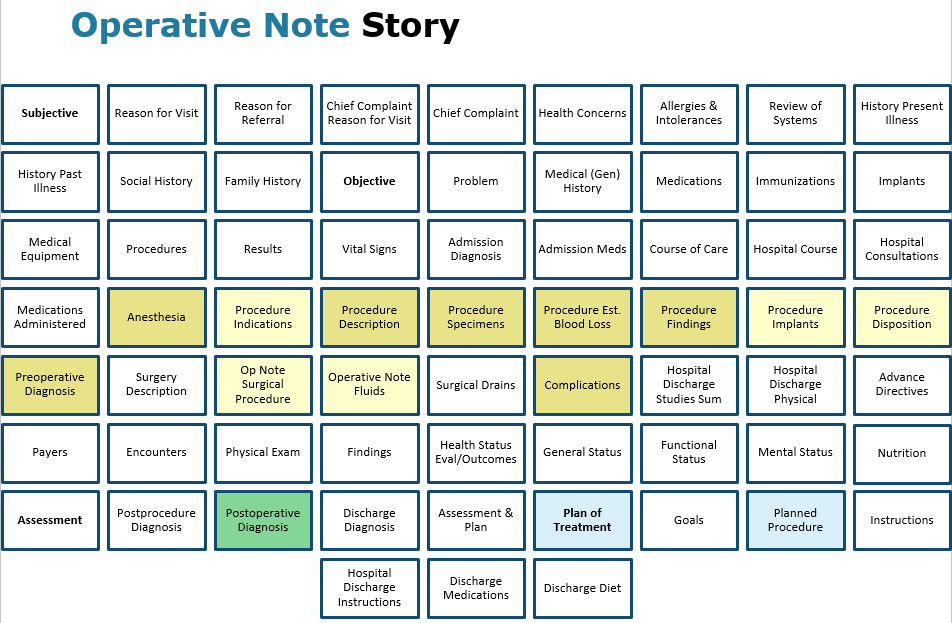 Operative Note Story
Subjective
Reason for Visit
Reason for
Referral
Chief Complaint
Reason for Visit
Chief Complaint
Health Concerns
Allergies &
Intolerances
Review of
Systems
History Present
Illness
History Past
Illness
Social History
Family History
Objective
Problem
Medical (Gen)
History
Medications
Immunizations
Implants
Medical
Equipment
Procedures
Results
Vital Signs
Admission
Diagnosis
Admission Meds
Course of Care
Hospital Course
Hospital
Consultations
Medications
Administered
Anesthesia
Procedure
Indications
Procedure
Description
Procedure
Specimens
Procedure Est.
Blood Loss
Procedure
Findings
Procedure
Implants
Procedure
Disposition
Preoperative
Diagnosis
Surgery
Description
Op Note
Surgical
Procedure
Operative Note
Fluids
Surgical Drains
Complications
Hospital
Discharge
Studies Sum
Hospital
Discharge
Physical
Advance
Directives
Payers
Encounters
Physical Exam
Findings
Health Status
Eval/Outcomes
General Status
Functional
Status
Mental Status
Nutrition
Assessment
Postprocedure
Diagnosis
Postoperative
Diagnosis
Discharge
Diagnosis
Assessment &
Plan
Plan of
Treatment
Goals
Planned
Procedure
Instructions
Hospital
Discharge
Instructions
Discharge
Medications
Discharge Diet